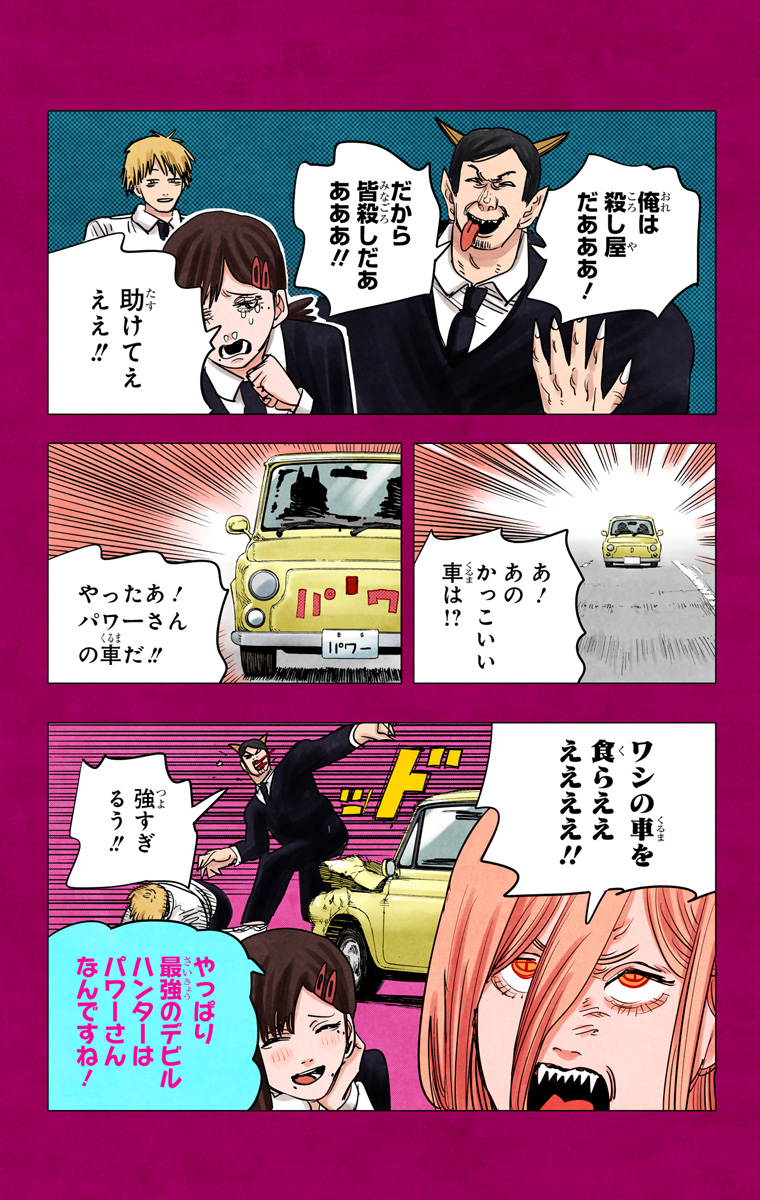 俺は
殺し屋
だあああ！
だから
皆殺しだあ
あああ!!
助けてえ
ええ!!
あ！
あの
かっこいい
車は!?
やったあ！
パワーさん
の車だ!!
パワー
パワー
ワシの車を
食らええ
ええええ!!
ドッ
強すぎ
るう!!
やっぱり
最強のデビル
ハンターは
パワーさん
なんですね！